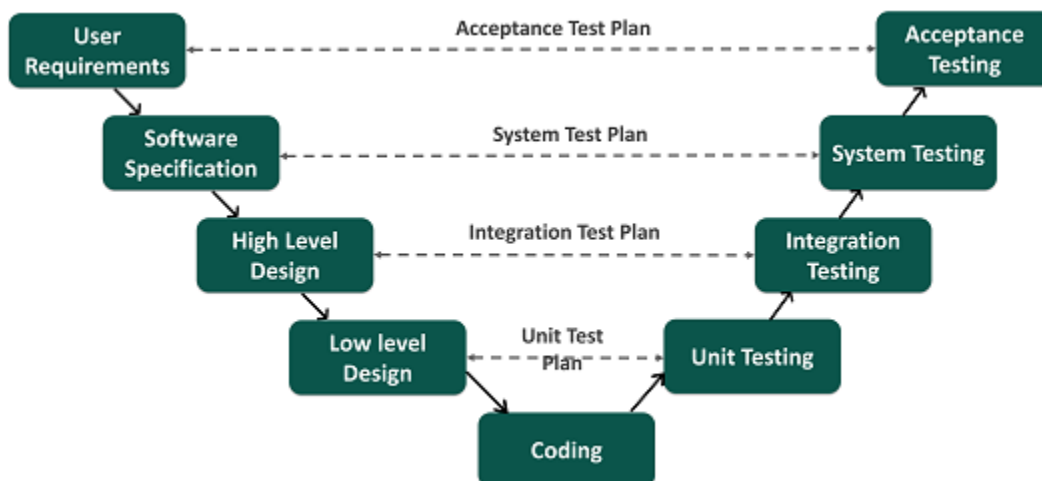 User
Requirements
Acceptance Test Plan
Acceptance
Testing
Software
Specification
System Test Plan
System Testing
High Level
Design
Integration Test Plan
Integration
Testing
Low level
Design
Unit Test
Plan
Unit Testing
Coding